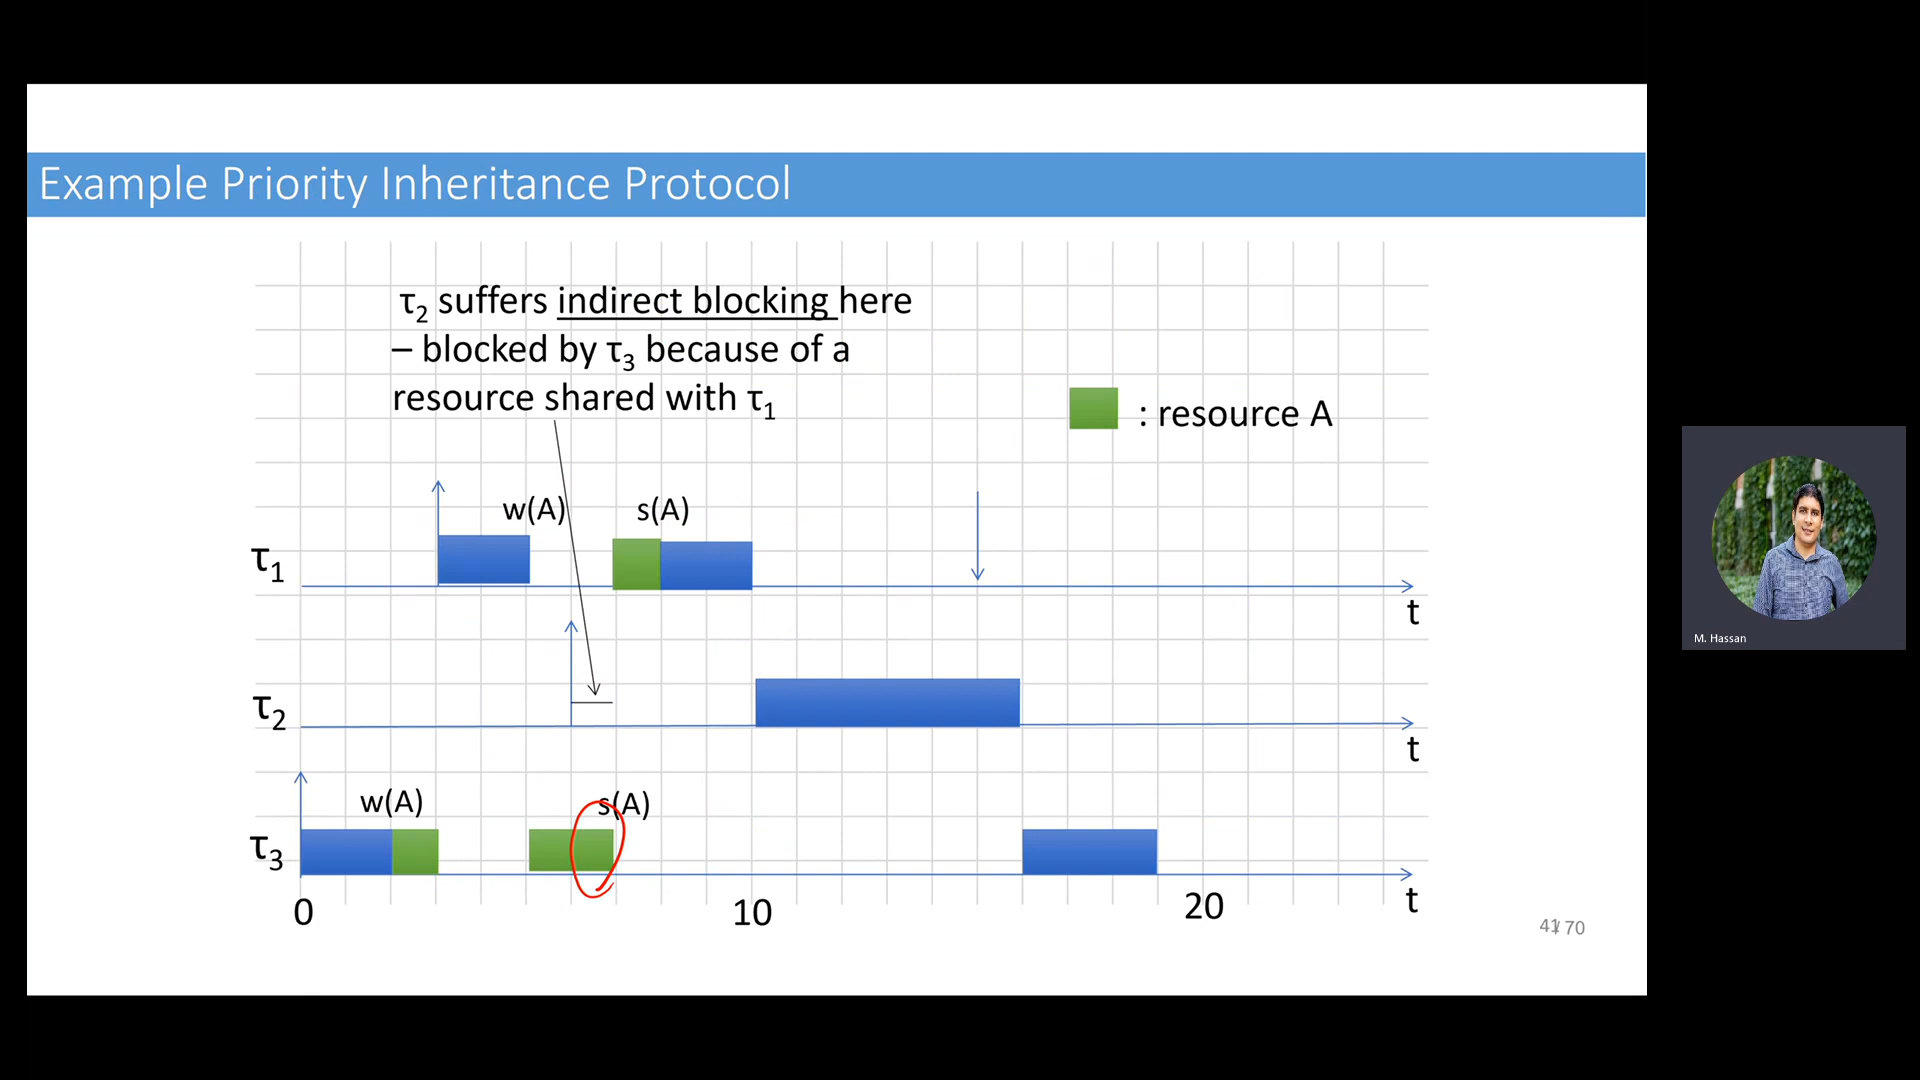 Example Priority Inheritance Protocol
τ2 suffers indirect blocking here
– blocked by τ3 because of a
resource shared with τ1
: resource A
w(A)
s(A)
τ1
t
τ2
t
w(A)
s(A)
τ3
t
0
10
20
41/ 70
M. Hassan